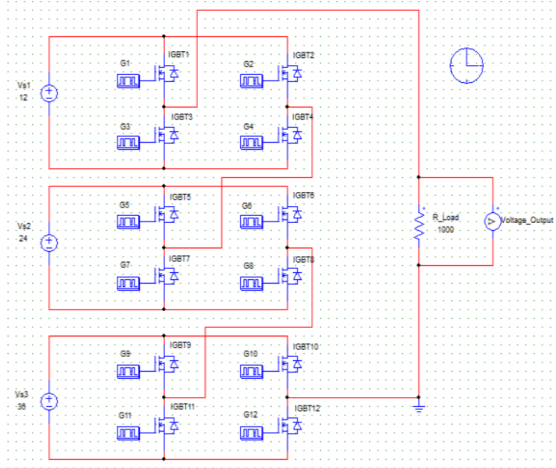 IGBT1
IGBT2
G1
G2
Vs1
12
IGBT3
IGBT4
G3
G4
IGBT5
IGBT6
G5
G6
Vs2
24
R_Load
1000
Voltage_Output
IGBT7
IGBT8
G7
G8
IGBT9
IGBT10
G9
G10
Vs3
36
IGBT11
IGBT12
G11
G12